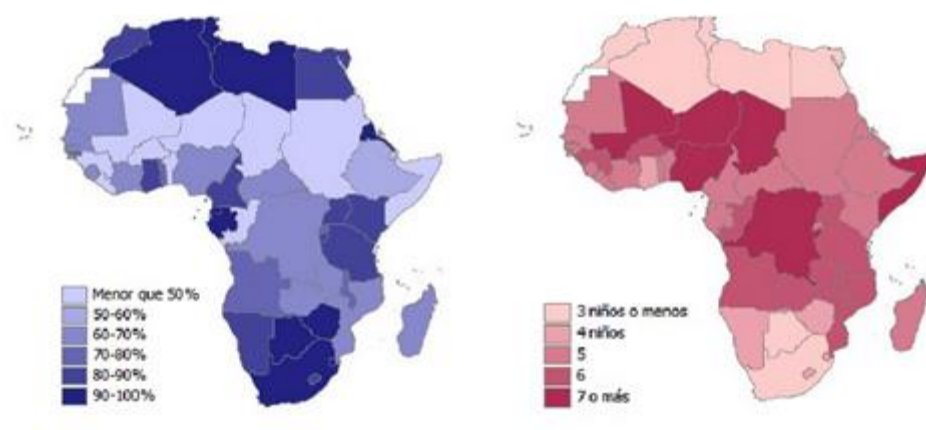 Menor que 50%
50-60%
60-70%
70-80%
80-90%
90-100%
3 niños o menos
4 niños
5
6
7 o más